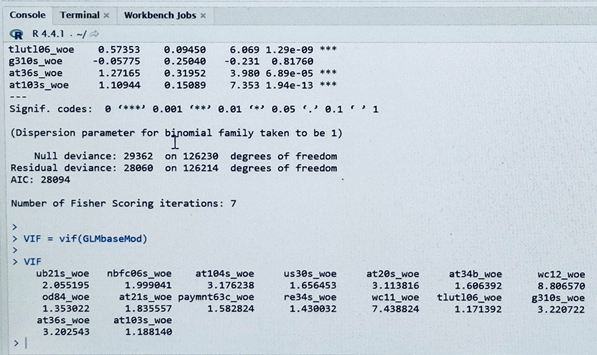 Console Terminal × Workbench Jobs ×
R 4.4.1 · ~/
tlutl06_woe 0.57353 0.09450 6.069 1.29e-09 ***
g310s_woe -0.05775 0.25040 -0.231 0.81760
at36s_woe 1.27165 0.31952 3.980 6.89e-05 ***
at103s_woe 1.10944 0.15089 7.353 1.94e-13 ***
---
Signif. codes: 0 ‘***’ 0.001 ‘**’ 0.01 ‘*’ 0.05 ‘.’ 0.1 ‘ ’ 1
(Dispersion parameter for binomial family taken to be 1)
Null deviance: 29362 on 126230 degrees of freedom
Residual deviance: 28060 on 126214 degrees of freedom
AIC: 28094
Number of Fisher Scoring iterations: 7
>
> VIF = vif(GLMbaseMod)
>
> VIF
ub21s_woe nbfc06s_woe at104s_woe us30s_woe at20s_woe at34b_woe wc12_woe
2.055195 1.999041 3.176238 1.656453 3.113816 1.606392 8.806570
od84_woe at21s_woe paymnt63c_woe re34s_woe wc11_woe tlutl06_woe g310s_woe
1.353022 1.835557 1.582824 1.430032 7.438824 1.171392 3.220722
at36s_woe at103s_woe
3.202543 1.188140
>